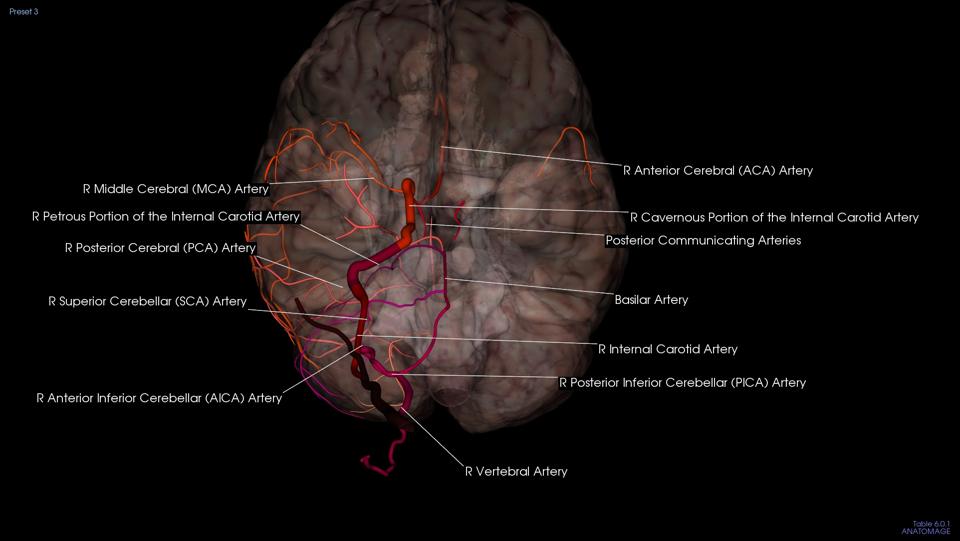 Preset 3
R Anterior Cerebral (ACA) Artery
R Middle Cerebral (MCA) Artery
R Petrous Portion of the Internal Carotid Artery
R Cavernous Portion of the Internal Carotid Artery
Posterior Communicating Arteries
R Posterior Cerebral (PCA) Artery
R Superior Cerebellar (SCA) Artery
Basilar Artery
R Internal Carotid Artery
R Posterior Inferior Cerebellar (PICA) Artery
R Anterior Inferior Cerebellar (AICA) Artery
R Vertebral Artery
Table 6.0.1
ANATOMAGE